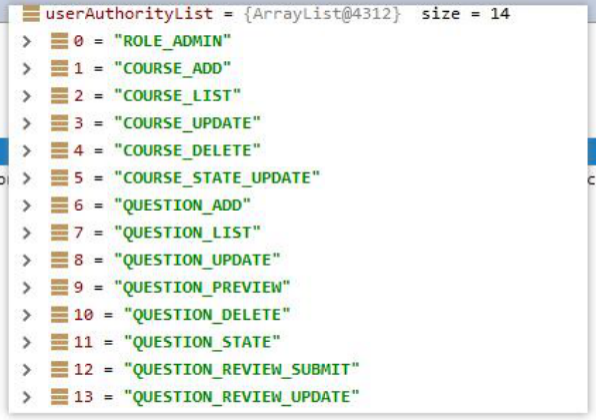 userAuthorityList = {ArrayList@4312} size = 14
0 = "ROLE_ADMIN"
1 = "COURSE_ADD"
2 = "COURSE_LIST"
3 = "COURSE_UPDATE"
4 = "COURSE_DELETE"
5 = "COURSE_STATE_UPDATE"
6 = "QUESTION_ADD"
7 = "QUESTION_LIST"
8 = "QUESTION_UPDATE"
9 = "QUESTION_PREVIEW"
10 = "QUESTION_DELETE"
11 = "QUESTION_STATE"
12 = "QUESTION_REVIEW_SUBMIT"
13 = "QUESTION_REVIEW_UPDATE"